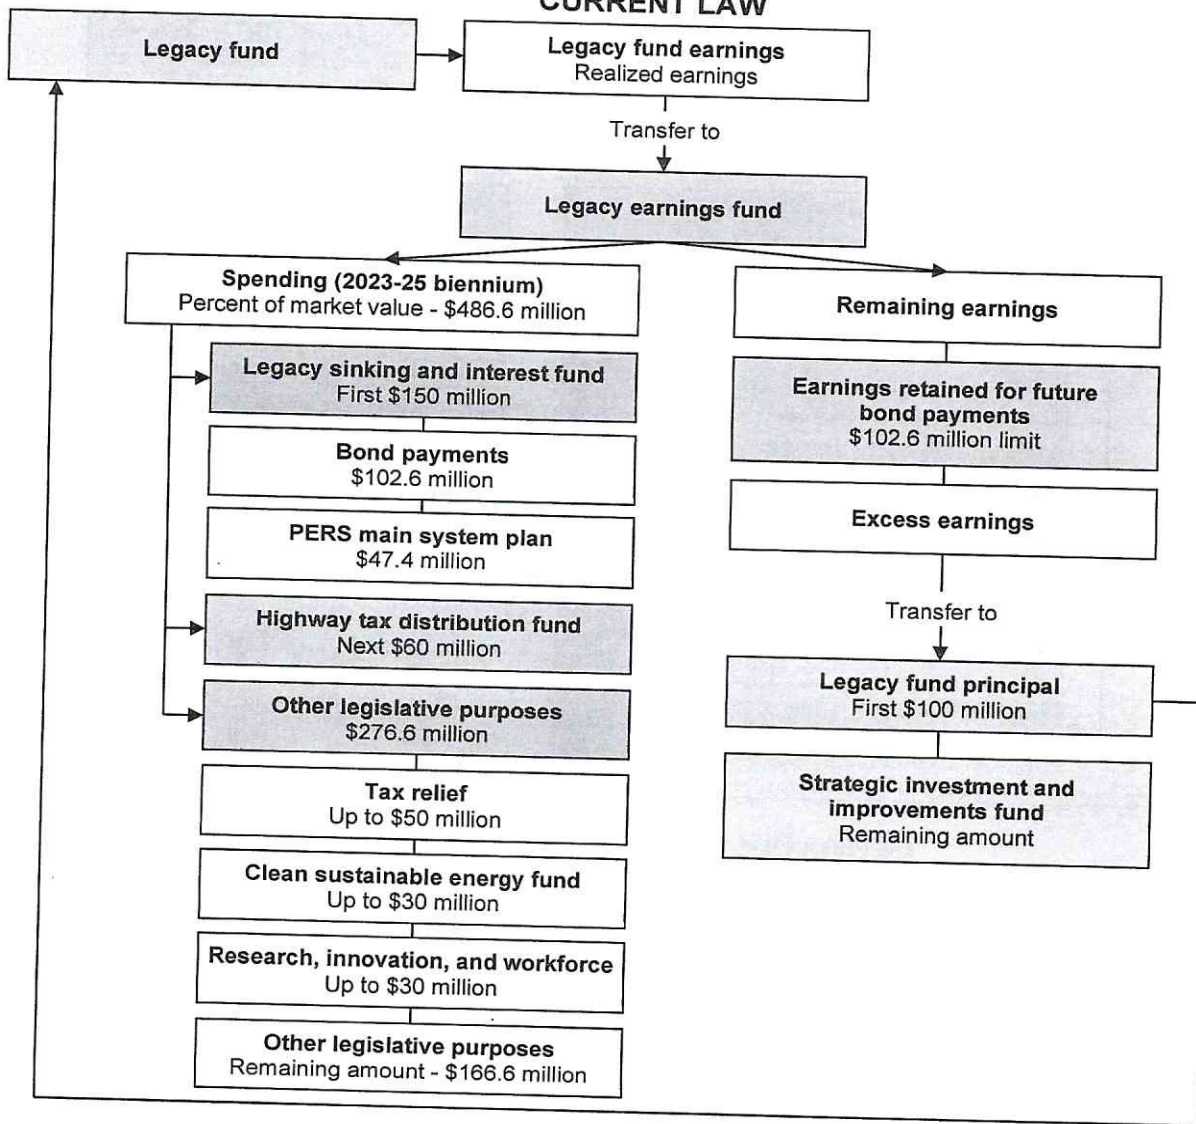 CURRENT LAW
Legacy fund
Legacy fund earnings
Realized earnings
Transfer to
Legacy earnings fund
Spending (2023-25 biennium)
Percent of market value - $486.6 million
Legacy sinking and interest fund
First $150 million
Bond payments
$102.6 million
PERS main system plan
$47.4 million
Highway tax distribution fund
Next $60 million
Other legislative purposes
$276.6 million
Tax relief
Up to $50 million
Clean sustainable energy fund
Up to $30 million
Research, innovation, and workforce
Up to $30 million
Other legislative purposes
Remaining amount - $166.6 million
Remaining earnings
Earnings retained for future
bond payments
$102.6 million limit
Excess earnings
Transfer to
Legacy fund principal
First $100 million
Strategic investment and
improvements fund
Remaining amount